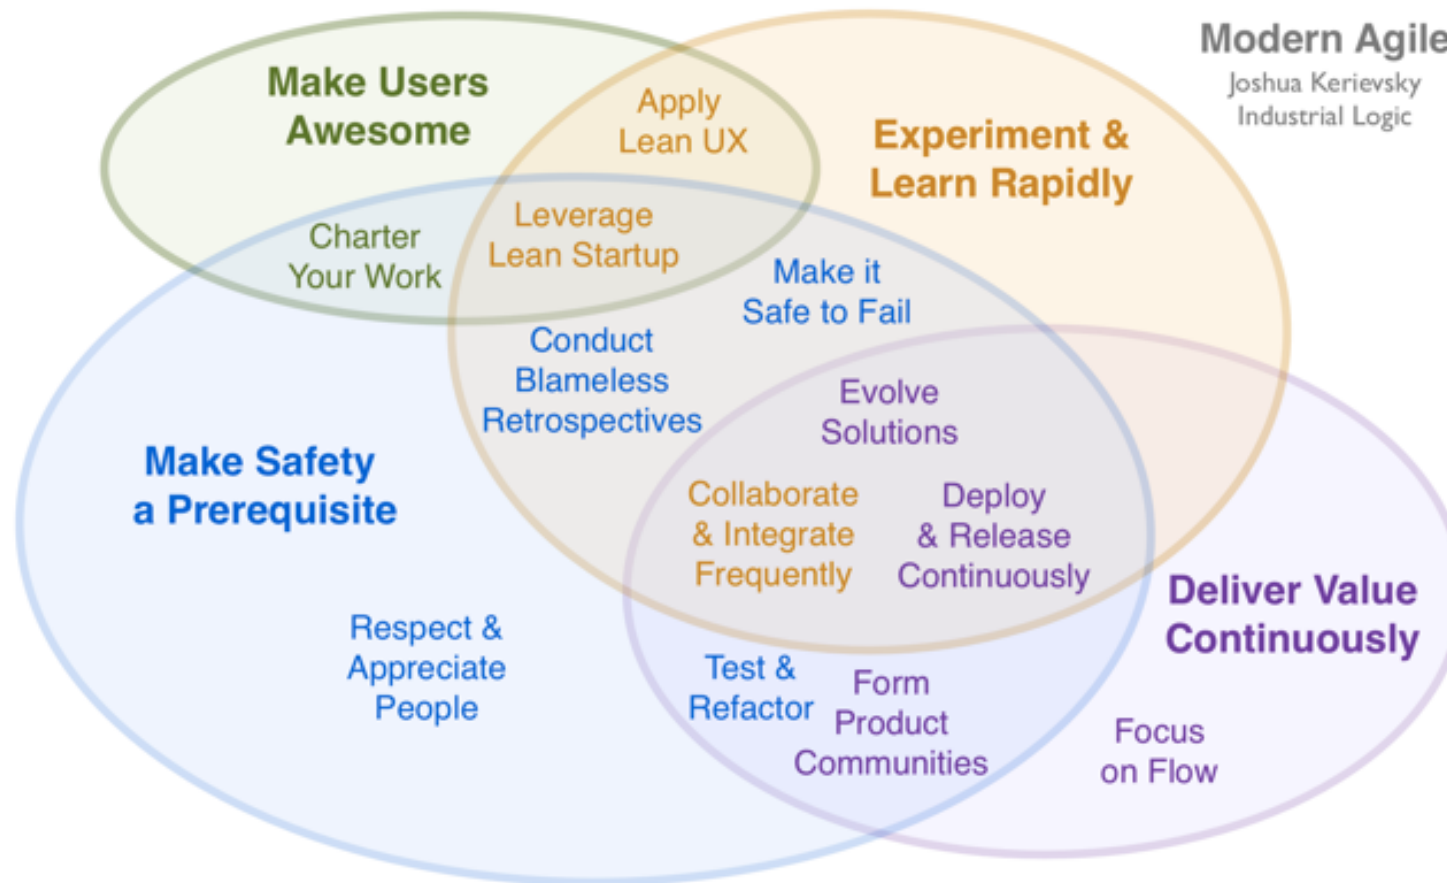 Modern Agile
Joshua Kerievsky
Industrial Logic
Make Users
Awesome
Apply
Lean UX
Experiment &
Learn Rapidly
Charter
Your Work
Leverage
Lean Startup
Make it
Safe to Fail
Conduct
Blameless
Retrospectives
Evolve
Solutions
Make Safety
a Prerequisite
Collaborate
& Integrate
Frequently
Deploy
& Release
Continuously
Deliver Value
Continuously
Respect &
Appreciate
People
Test &
Refactor
Form
Product
Communities
Focus
on Flow